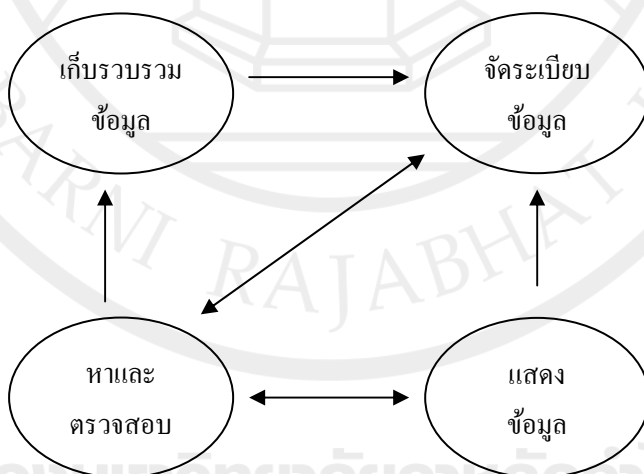 เก็บรวบรวม
ข้อมูล
จัดระเบียบ
ข้อมูล
BARNI RAJABHAT
หาและ
ตรวจสอบ
แสดง
ข้อมูล